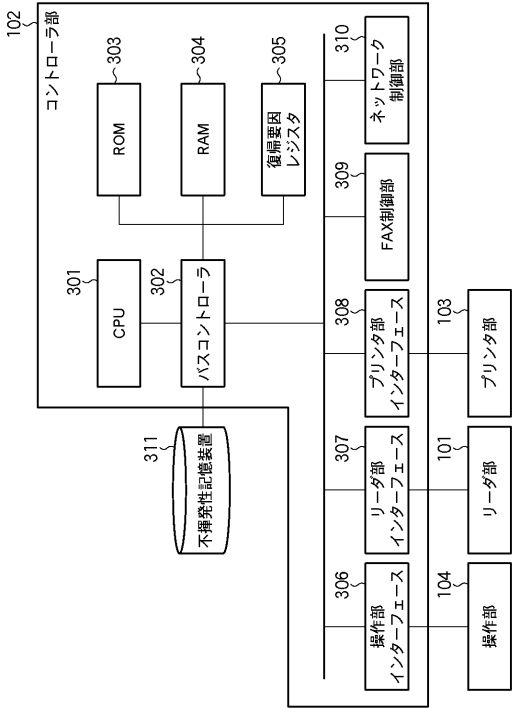 102
コントローラ部
301
CPU
303
ROM
302
バスコントローラ
304
RAM
305
復帰要因
レジスタ
311
不揮発性記憶装置
306
操作部
インターフェース
307
リーダ部
インターフェース
308
プリンタ部
インターフェース
309
FAX制御部
310
ネットワーク
制御部
104
操作部
101
リーダ部
103
プリンタ部